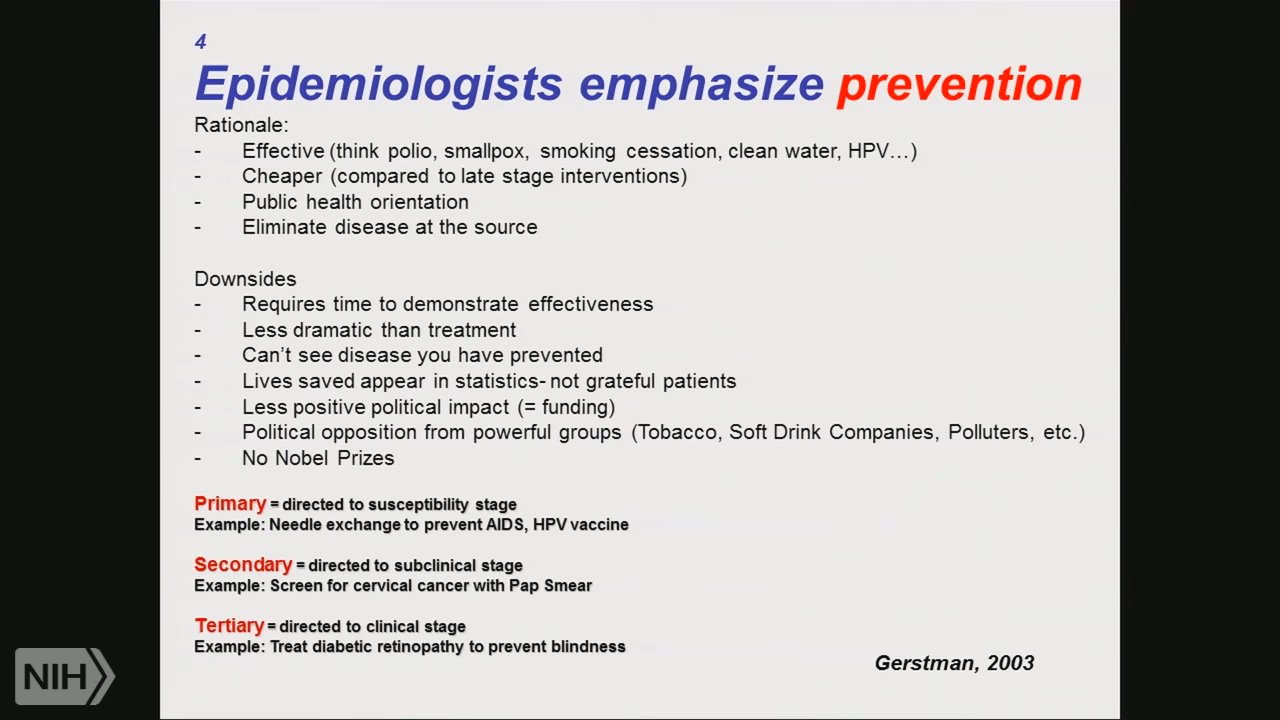 4
Epidemiologists emphasize prevention
Rationale:
- Effective (think polio, smallpox, smoking cessation, clean water, HPV…)
- Cheaper (compared to late stage interventions)
- Public health orientation
- Eliminate disease at the source
Downsides
- Requires time to demonstrate effectiveness
- Less dramatic than treatment
- Can't see disease you have prevented
- Lives saved appear in statistics- not grateful patients
- Less positive political impact (= funding)
- Political opposition from powerful groups (Tobacco, Soft Drink Companies, Polluters, etc.)
- No Nobel Prizes
Primary = directed to susceptibility stage
Example: Needle exchange to prevent AIDS, HPV vaccine
Secondary = directed to subclinical stage
Example: Screen for cervical cancer with Pap Smear
Tertiary = directed to clinical stage
Example: Treat diabetic retinopathy to prevent blindness
Gerstman, 2003
NIH